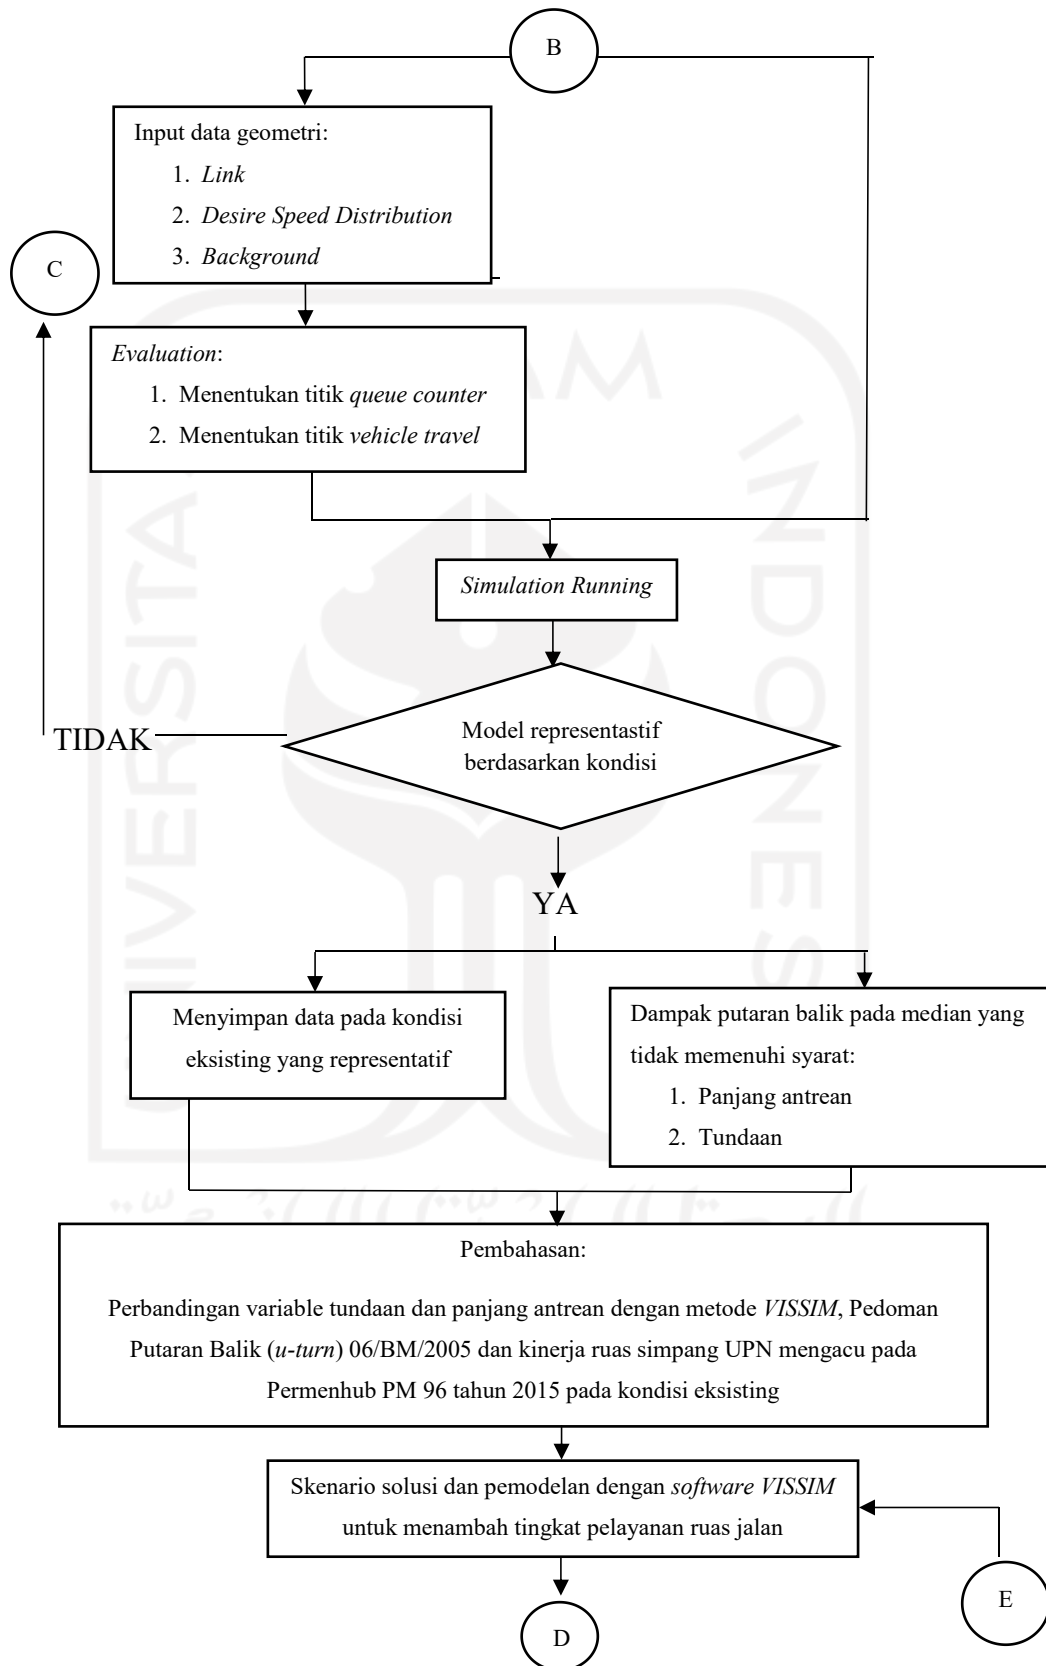 B
Input data geometri:
1. Link
2. Desire Speed Distribution
3. Background
C
Evaluation:
1. Menentukan titik queue counter
2. Menentukan titik vehicle travel
Simulation Running
Model representastif
berdasarkan kondisi
TIDAK
YA
Menyimpan data pada kondisi
eksisting yang representatif
Dampak putaran balik pada median yang
tidak memenuhi syarat:
1. Panjang antrean
2. Tundaan
Pembahasan:
Perbandingan variable tundaan dan panjang antrean dengan metode VISSIM, Pedoman
Putaran Balik (u-turn) 06/BM/2005 dan kinerja ruas simpang UPN mengacu pada
Permenhub PM 96 tahun 2015 pada kondisi eksisting
Skenario solusi dan pemodelan dengan software VISSIM
untuk menambah tingkat pelayanan ruas jalan
E
D